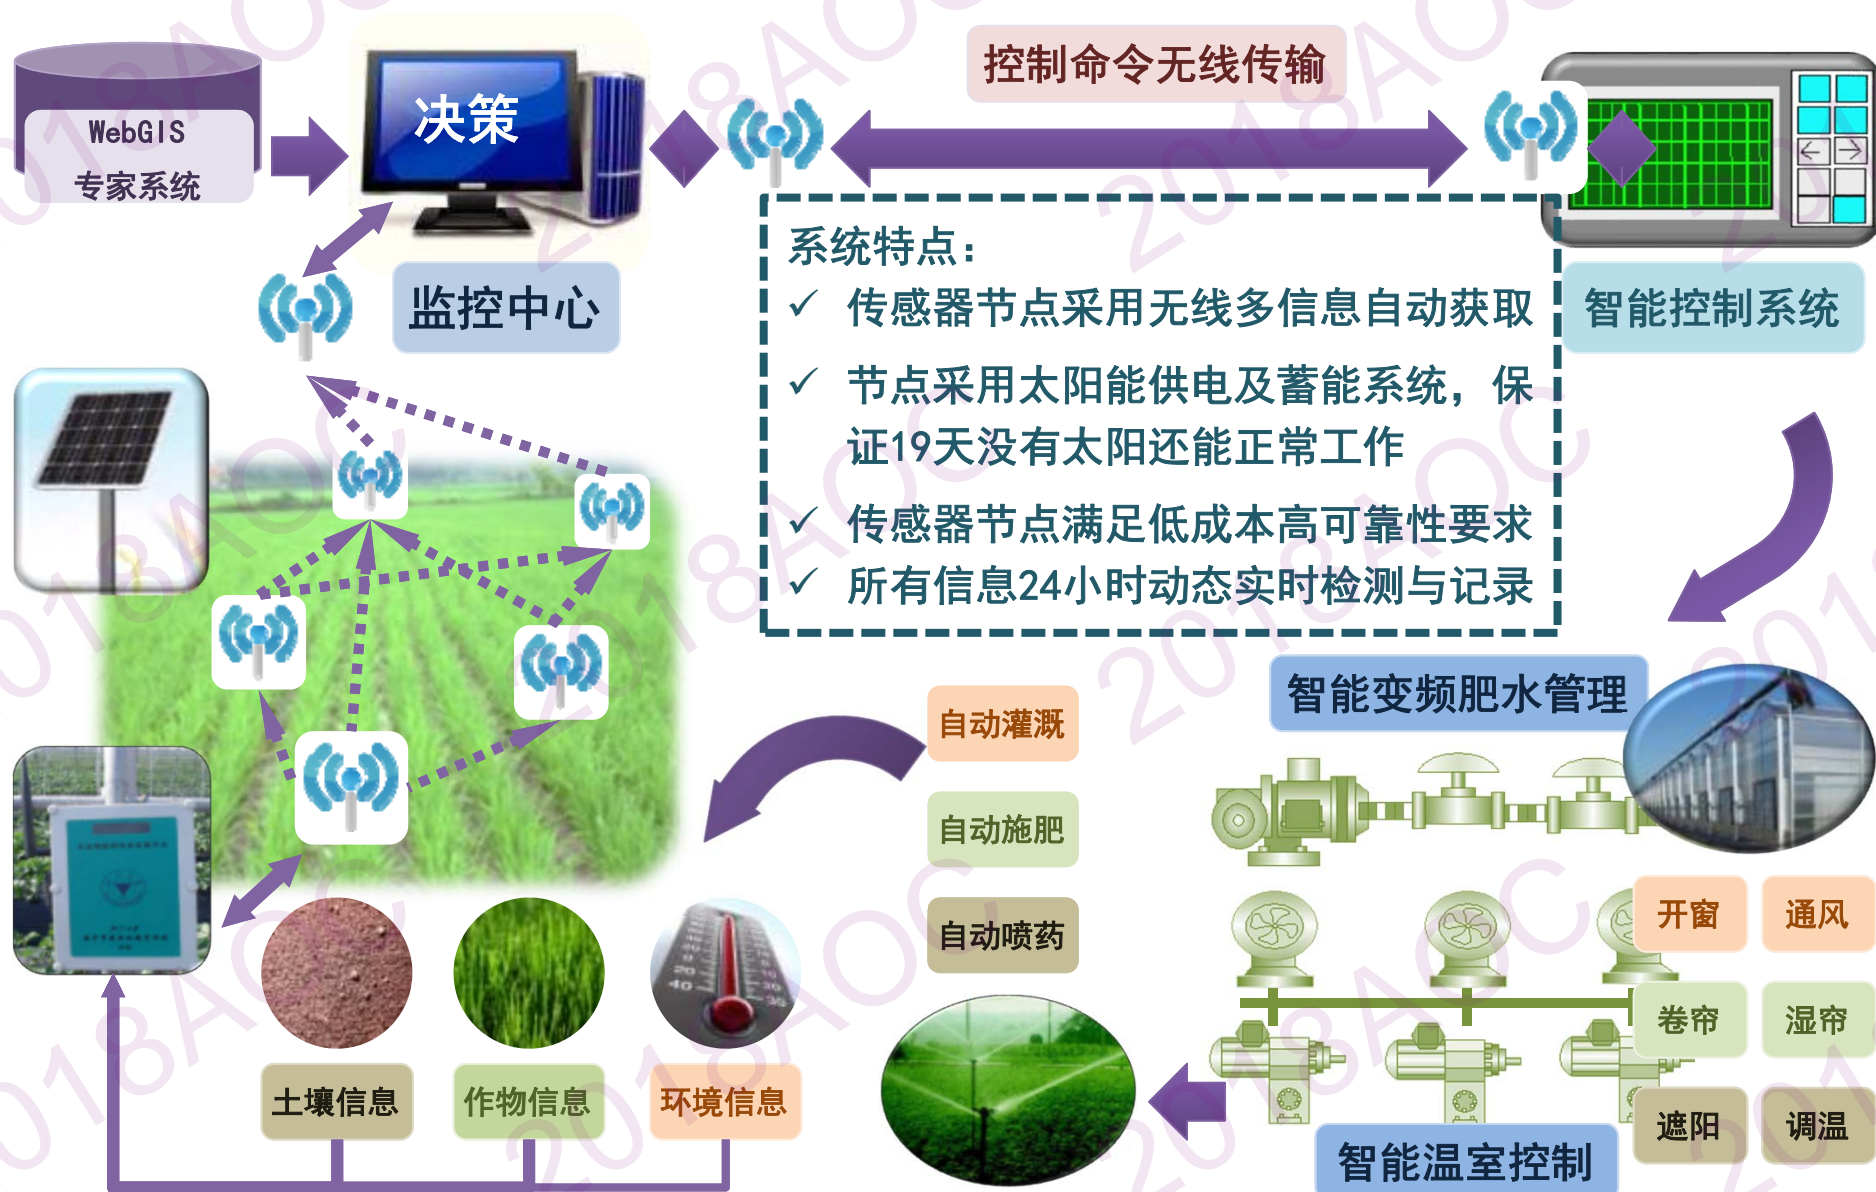 控制命令无线传输
WebGIS
专家系统
决策
监控中心
智能控制系统
系统特点：
✓ 传感器节点采用无线多信息自动获取
✓ 节点采用太阳能供电及蓄能系统，保
证19天没有太阳还能正常工作
✓ 传感器节点满足低成本高可靠性要求
✓ 所有信息24小时动态实时检测与记录
智能变频肥水管理
自动灌溉
自动施肥
自动喷药
开窗
通风
卷帘
湿帘
遮阳
调温
土壤信息
作物信息
环境信息
智能温室控制
2018AOC